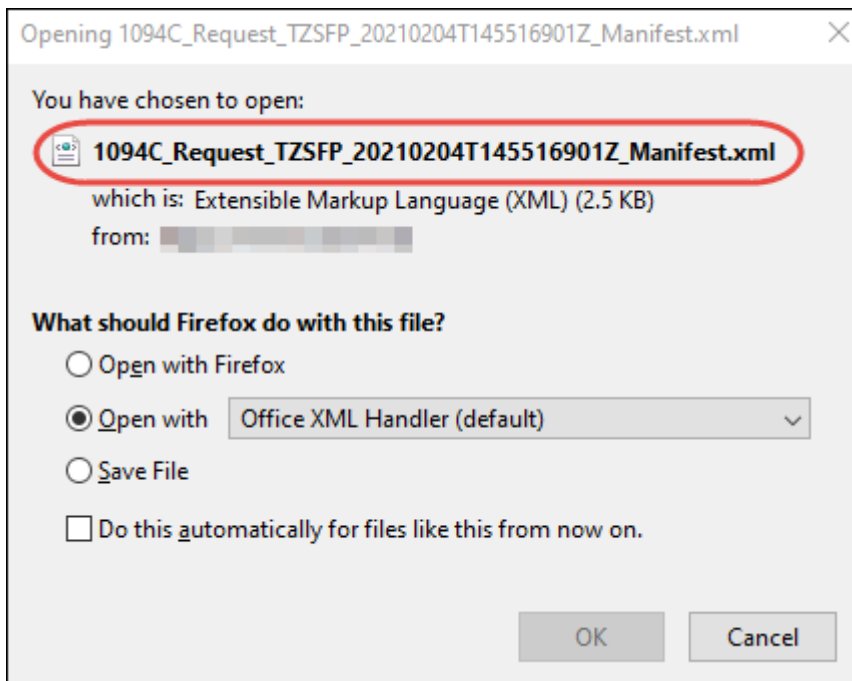 Opening 1094C_Request_TZSFP_20210204T145516901Z_Manifest.xml
You have chosen to open:
1094C_Request_TZSFP_20210204T145516901Z_Manifest.xml
which is: Extensible Markup Language (XML) (2.5 KB)
from:
What should Firefox do with this file?
Open with Firefox
Open with Office XML Handler (default)
Save File
Do this automatically for files like this from now on.
OK Cancel